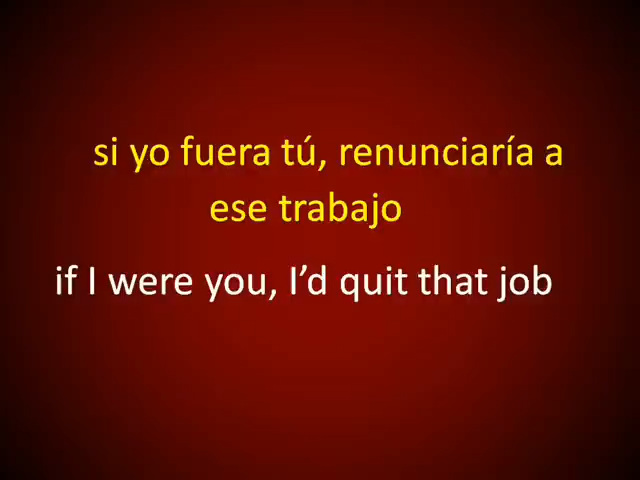 si yo fuera tú, renunciaría a
ese trabajo
if I were you, I’d quit that job